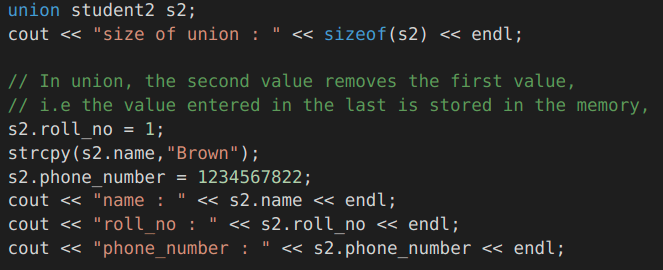 union student2 s2;
cout << "size of union : " << sizeof(s2) << endl;
// In union, the second value removes the first value,
// i.e the value entered in the last is stored in the memory,
s2.roll_no = 1;
strcpy(s2.name,"Brown");
s2.phone_number = 1234567822;
cout << "name : " << s2.name << endl;
cout << "roll_no : " << s2.roll_no << endl;
cout << "phone_number : " << s2.phone_number << endl;